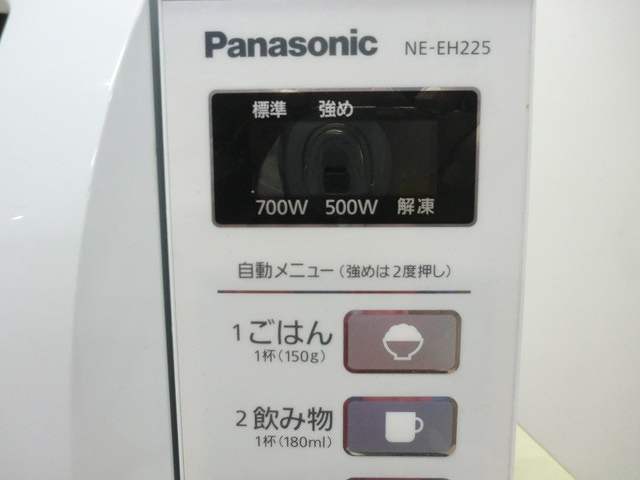 Panasonic NE-EH225
標準 強め
700W 500W 解凍
自動メニュー(強めは2度押し)
1 ごはん
1杯(150g)
2 飲み物
1杯(180ml)